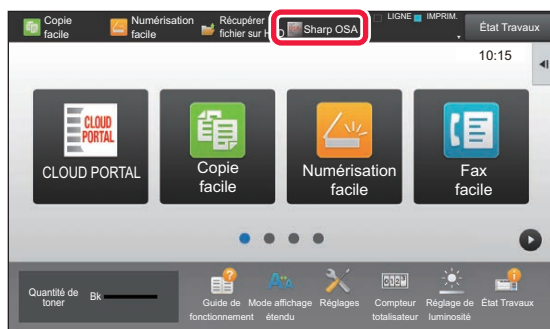 Copie
facile
Numérisation
facile
Récupérer
fichier sur
Sharp OSA
LIGNE
IMPRIM.
État Travaux
10:15
CLOUD
PORTAL
CLOUD PORTAL
Copie
facile
Numérisation
facile
Fax
facile
Quantité de
toner
Bk
Guide de
fonctionnement
Mode affichage
étendu
Réglages
Compteur
totalisateur
Réglage de
luminosité
État Travaux